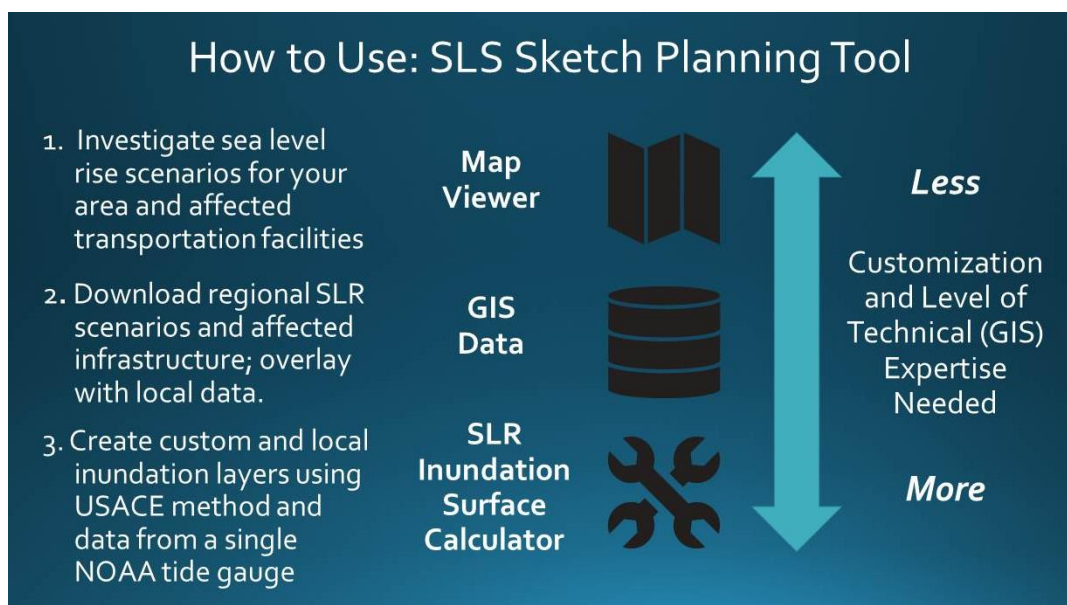 How to Use: SLS Sketch Planning Tool
1. Investigate sea level
rise scenarios for your
area and affected
transportation facilities
2. Download regional SLR
scenarios and affected
infrastructure; overlay
with local data.
3. Create custom and local
inundation layers using
USACE method and
data from a single
NOAA tide gauge
Map
Viewer
GIS
Data
SLR
Inundation
Surface
Calculator
Less
Customization
and Level of
Technical (GIS)
Expertise
Needed
More